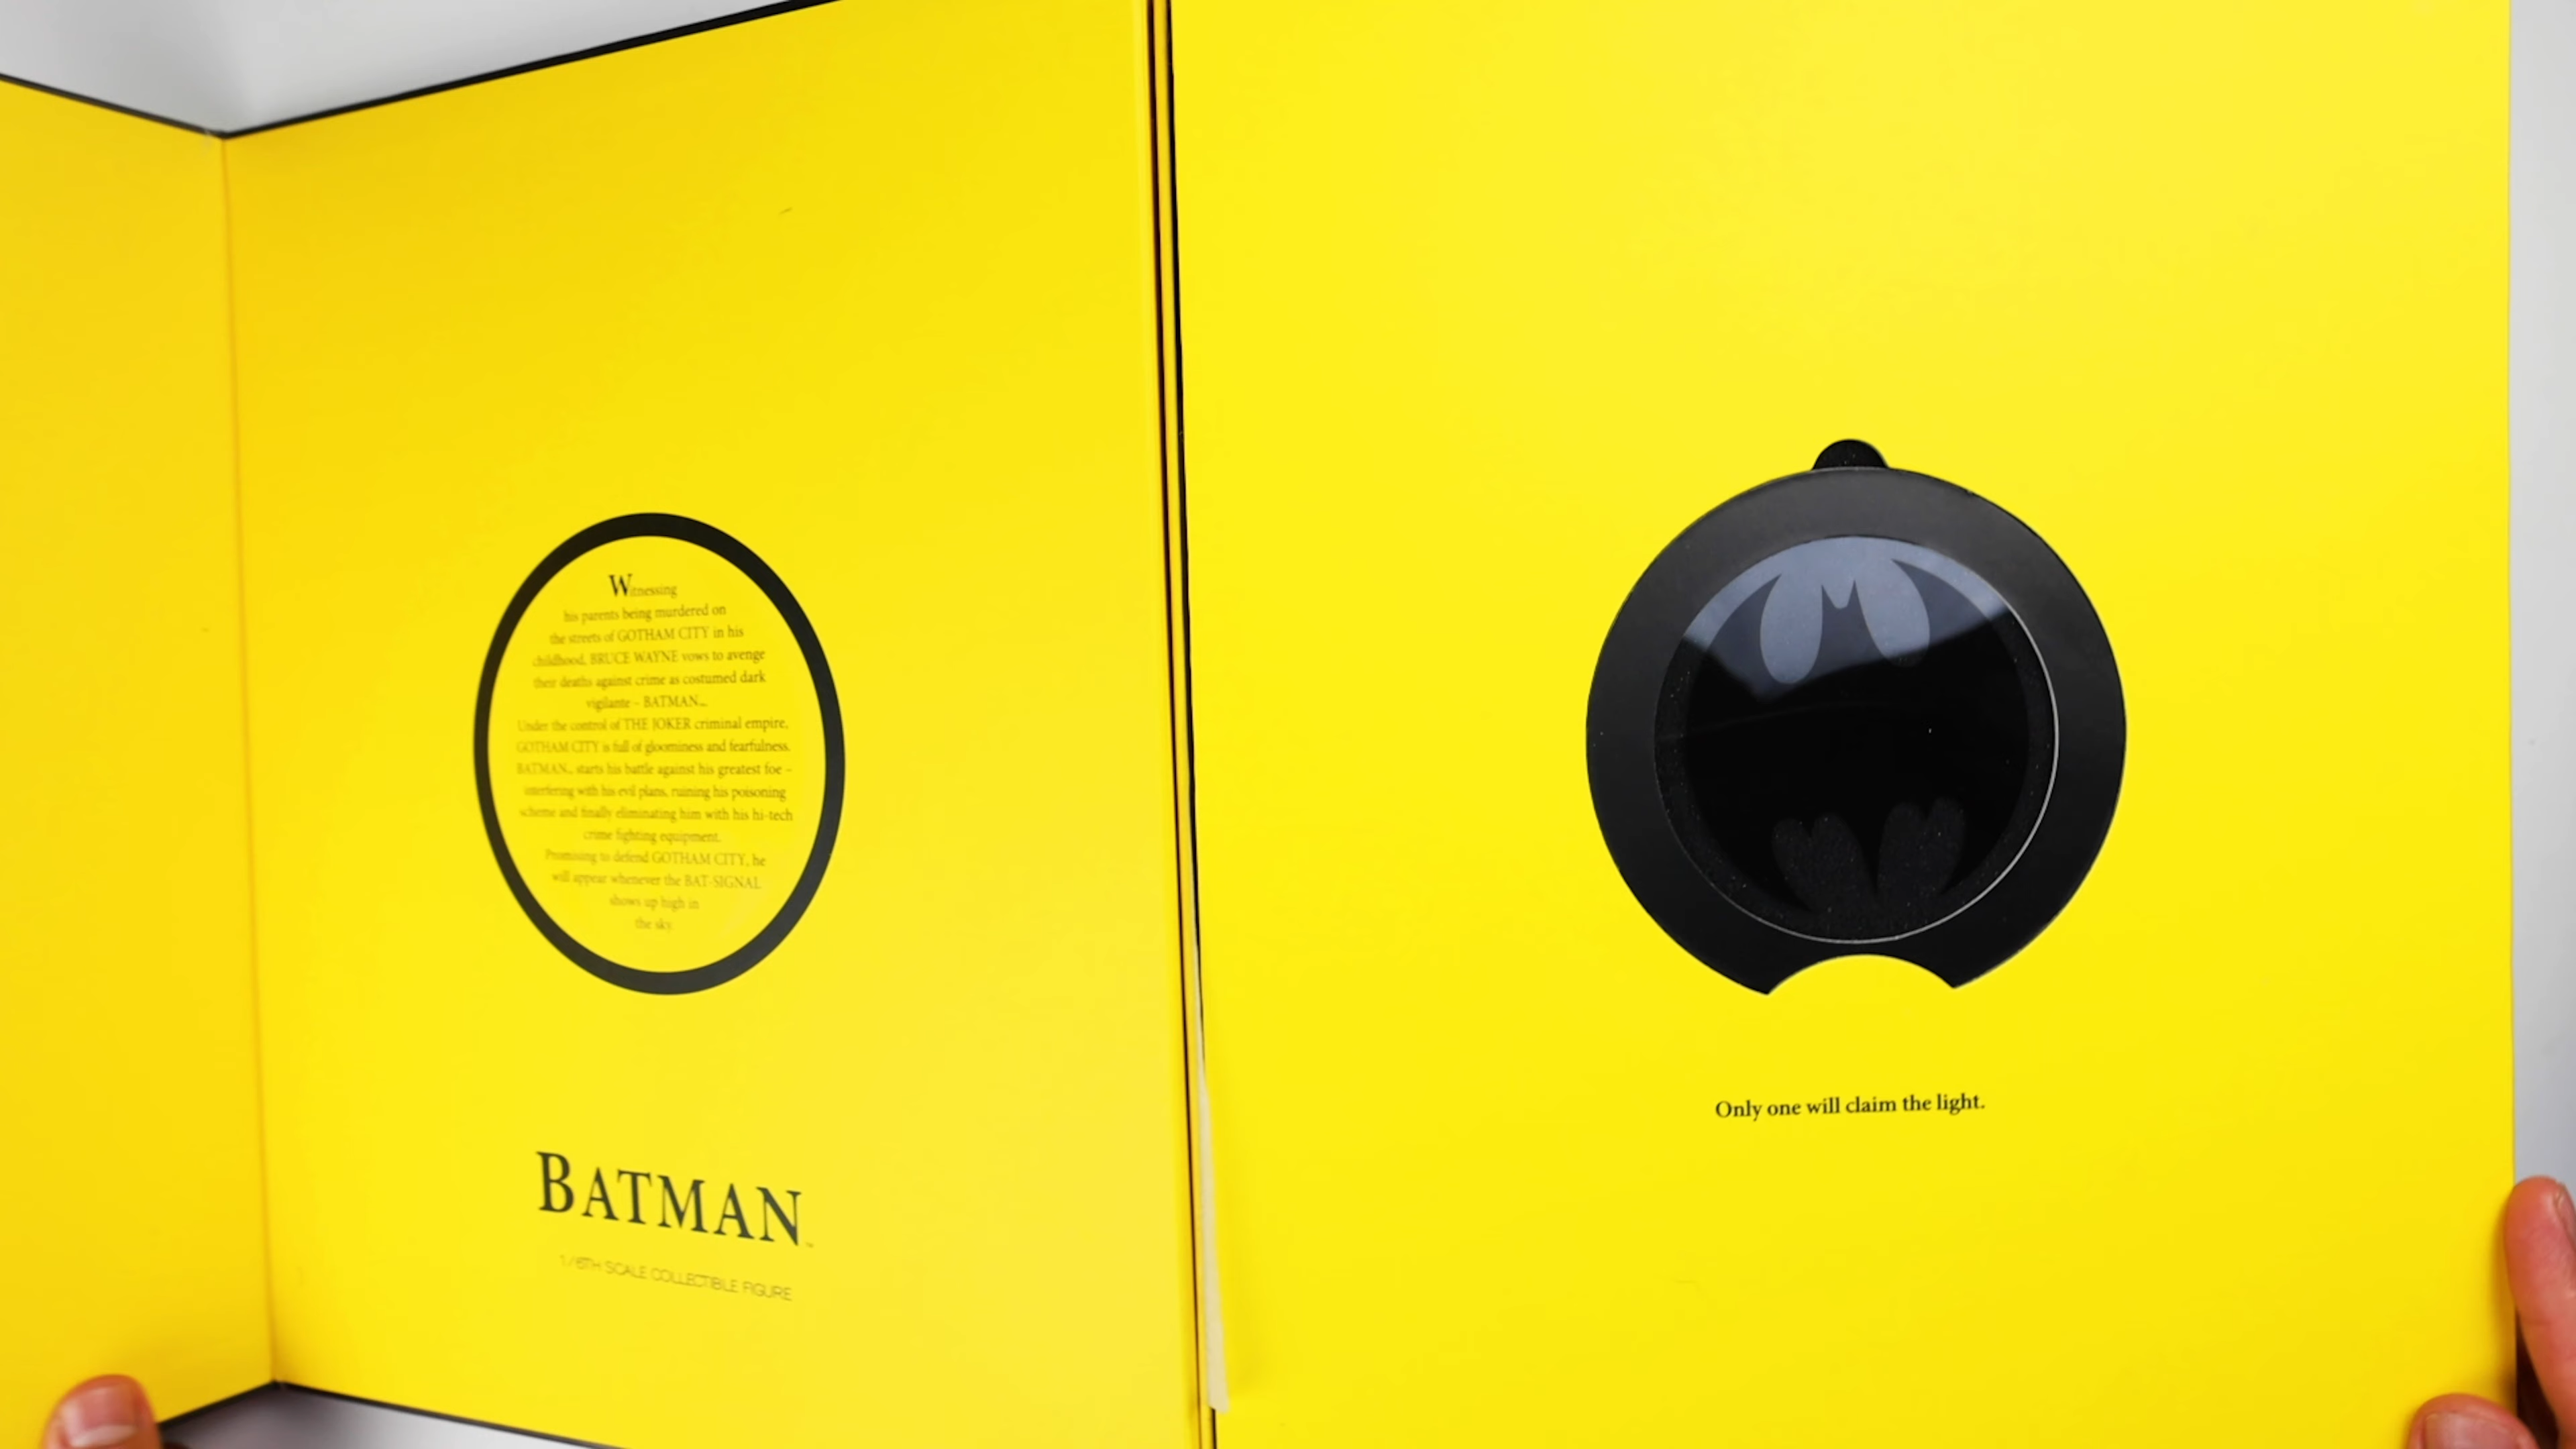 Witnessing
his parents being murdered on
the streets of GOTHAM CITY in his
childhood, BRUCE WAYNE vows to avenge
their deaths against crime as costumed dark
vigilante – BATMAN™.
Under the control of THE JOKER criminal empire,
GOTHAM CITY is full of gloominess and fearfulness.
BATMAN™ starts his battle against his greatest foe –
interfering with his evil plans, ruining his poisoning
scheme and finally eliminating him with his hi-tech
crime fighting equipment.
Promising to defend GOTHAM CITY, he
will appear whenever the BAT-SIGNAL
shows up high in
the sky.
BATMAN™
1/6TH SCALE COLLECTIBLE FIGURE
Only one will claim the light.